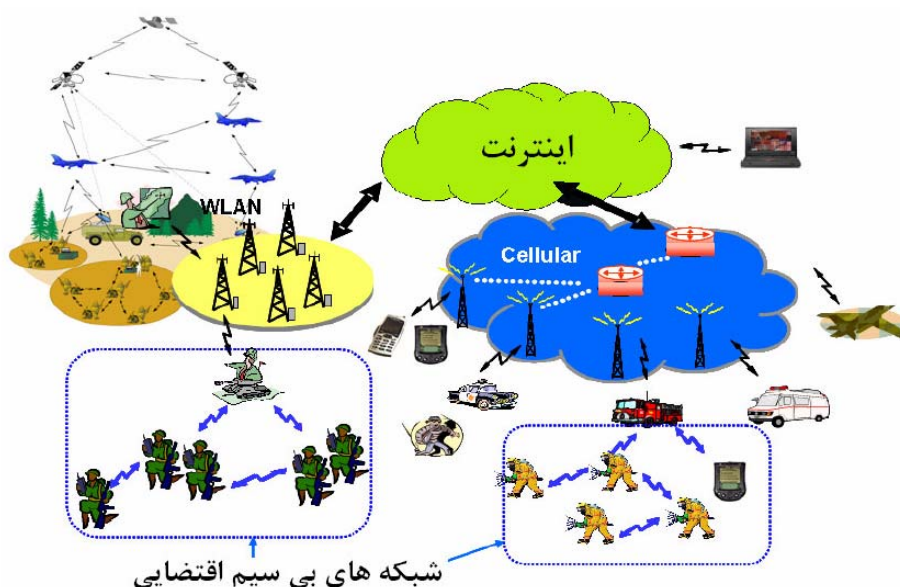 اینترنت
WLAN
Cellular
شبکه های بی سیم اقتضایی